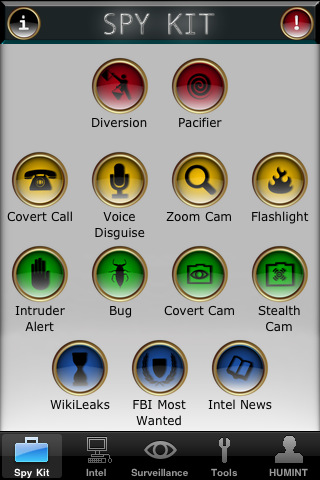 i
SPY KIT
!
Diversion
Pacifier
Covert Call
Voice
Disguise
Zoom Cam
Flashlight
Intruder
Alert
Bug
Covert Cam
Stealth
Cam
WikiLeaks
FBI Most
Wanted
Intel News
Spy Kit
Intel
Surveillance
Tools
HUMINT